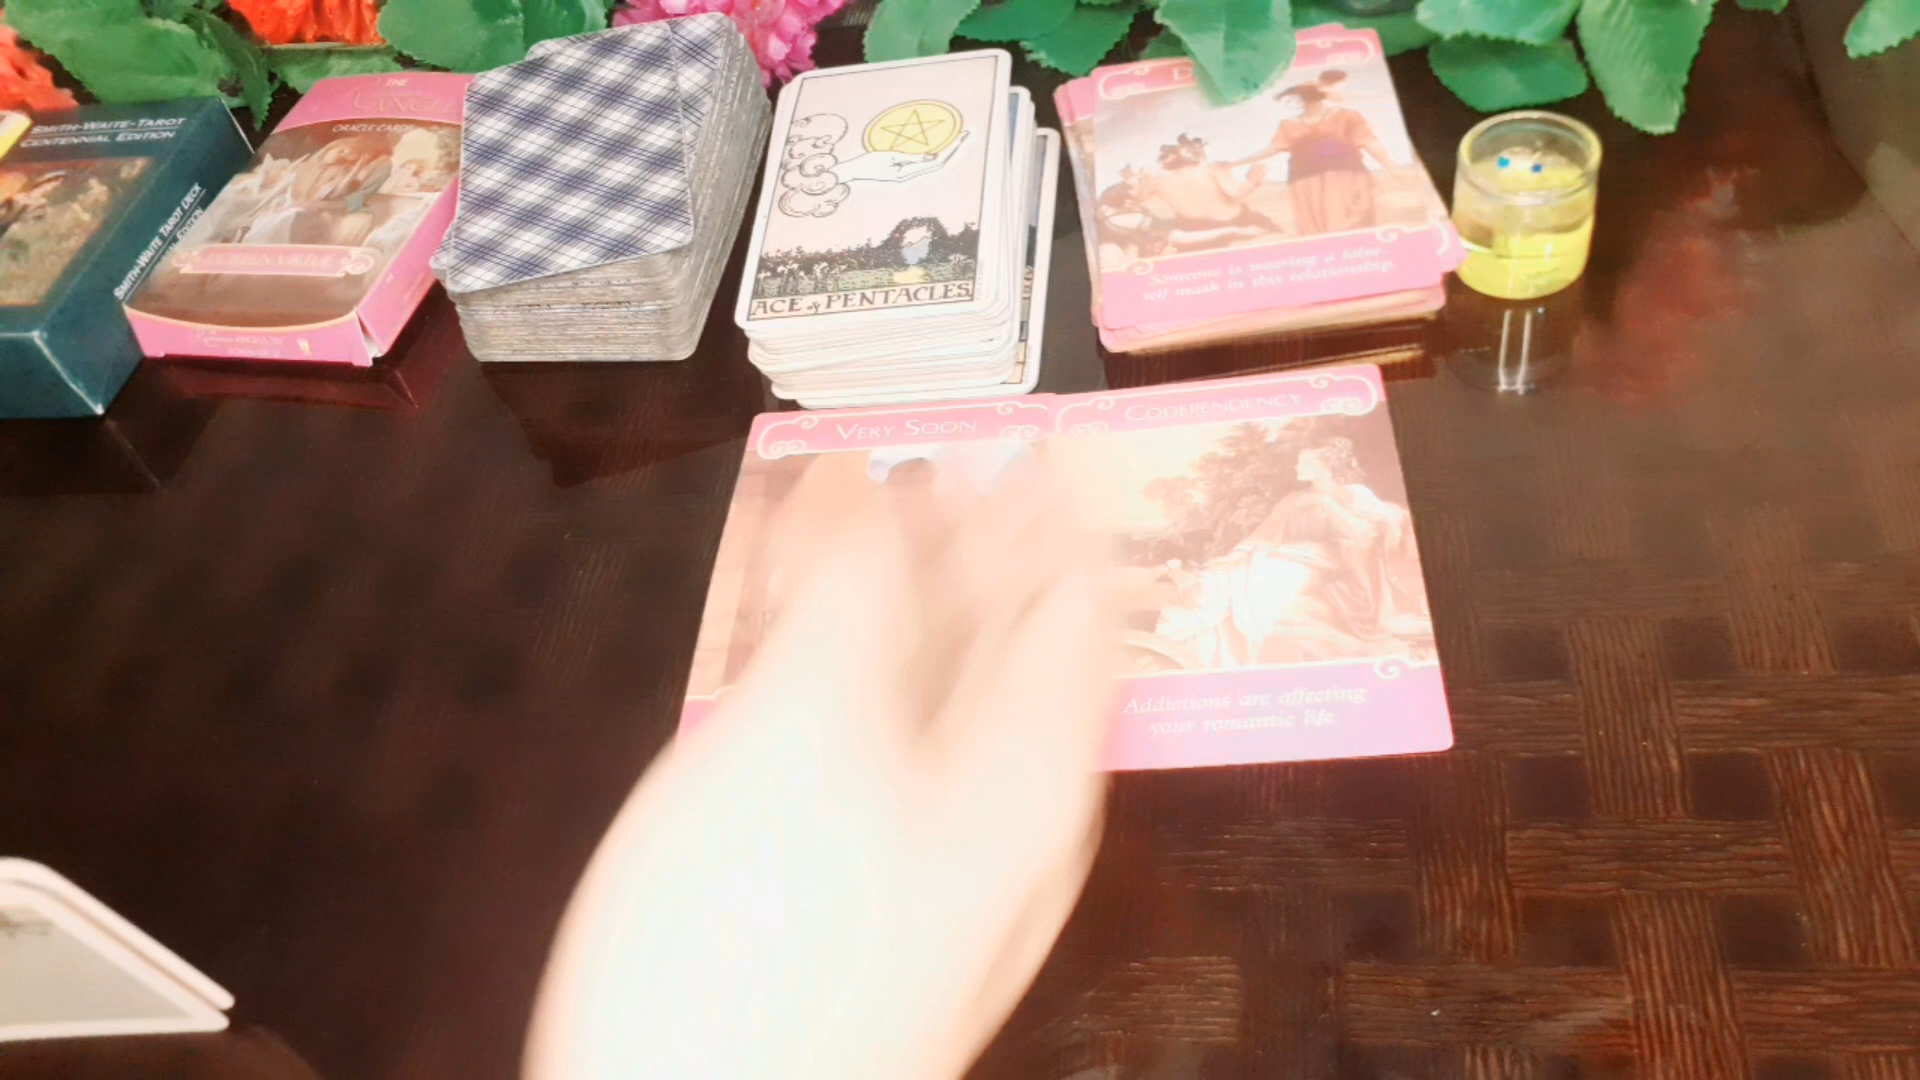 SMITH-WAITE-TAROT
CENTENNIAL EDITION
SMITH-WAITE TAROT DECK
THE
ANGEL
ORACLE CARDS
ACE of PENTACLES
Someone is wearing a false-
self mask in this relationship.
VERY SOON
CODEPENDENCY
Addictions are affecting
your romantic life.